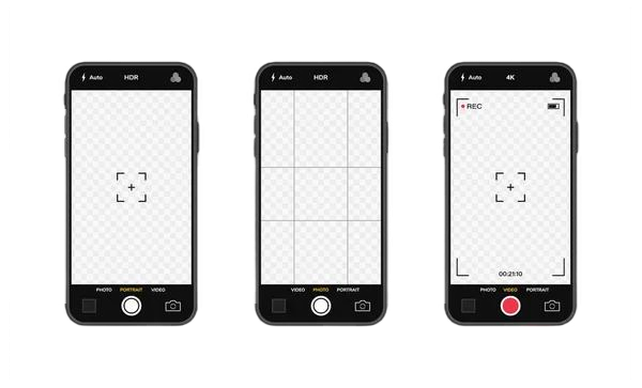 Auto HDR
PHOTO PORTRAIT VIDEO
Auto HDR
VIDEO PHOTO PORTRAIT
Auto 4K
REC
00:21:10
PHOTO VIDEO PORTRAIT